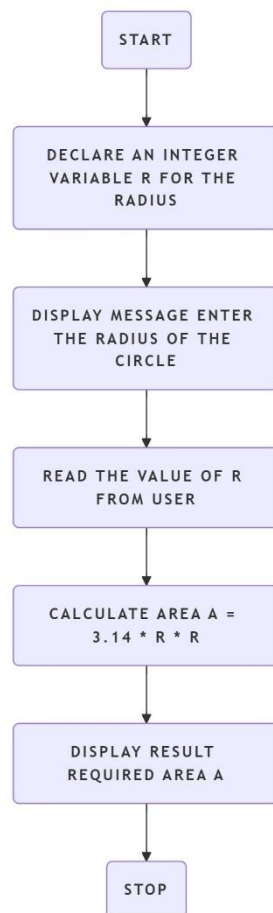 START
DECLARE AN INTEGER
VARIABLE R FOR THE
RADIUS
DISPLAY MESSAGE ENTER
THE RADIUS OF THE
CIRCLE
READ THE VALUE OF R
FROM USER
CALCULATE AREA A =
3.14 * R * R
DISPLAY RESULT
REQUIRED AREA A
STOP